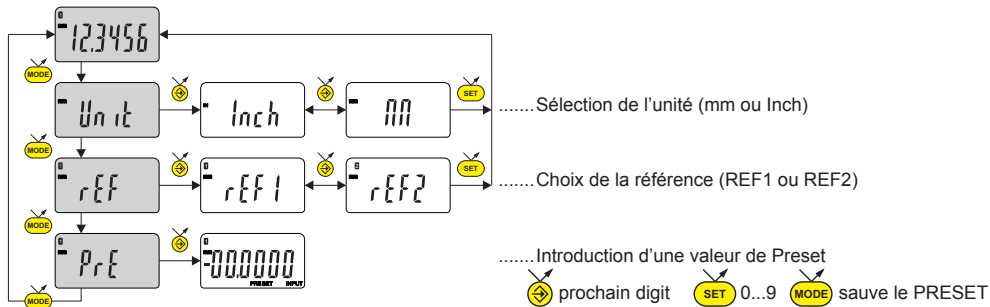 12.3456
MODE
Unit Inch MM SET .......Sélection de l'unité (mm ou Inch)
MODE
rEF rEF1 rEF2 SET .......Choix de la référence (REF1 ou REF2)
MODE
PrE -00.0000 PRESET INPUT .......Introduction d'une valeur de Preset
MODE
prochain digit SET 0...9 MODE sauve le PRESET